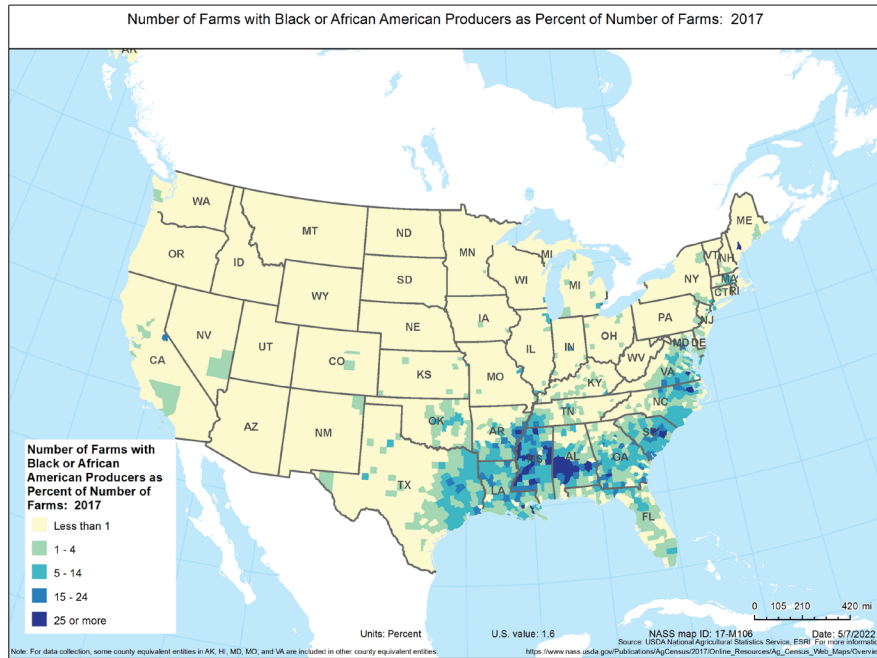 Number of Farms with Black or African American Producers as Percent of Number of Farms: 2017
AK
WA
MT
ND
MN
ME
OR
ID
WY
SD
WI
MI
MI
VT
NH
NY
MA
CT
RI
NV
UT
NE
IA
IL
IN
OH
PA
NJ
CA
CO
KS
MO
KY
WV
MD
DE
VA
AZ
NM
OK
AR
TN
NC
SC
TX
LA
MS
AL
GA
FL
Number of Farms with
Black or African
American Producers as
Percent of Number of
Farms: 2017
Less than 1
1 - 4
5 - 14
15 - 24
25 or more
0 105 210 420 mi
Units: Percent
U.S. value: 1.6
NASS map ID: 17-M106
Date: 5/7/2022
Source: USDA National Agricultural Statistics Service, ESRI. For more informatio
Note: For data collection, some county equivalent entities in AK, HI, MD, MO, and VA are included in other county equivalent entities.
https://www.nass.usda.gov/Publications/AgCensus/2017/Online_Resources/Ag_Census_Web_Maps/Overvie